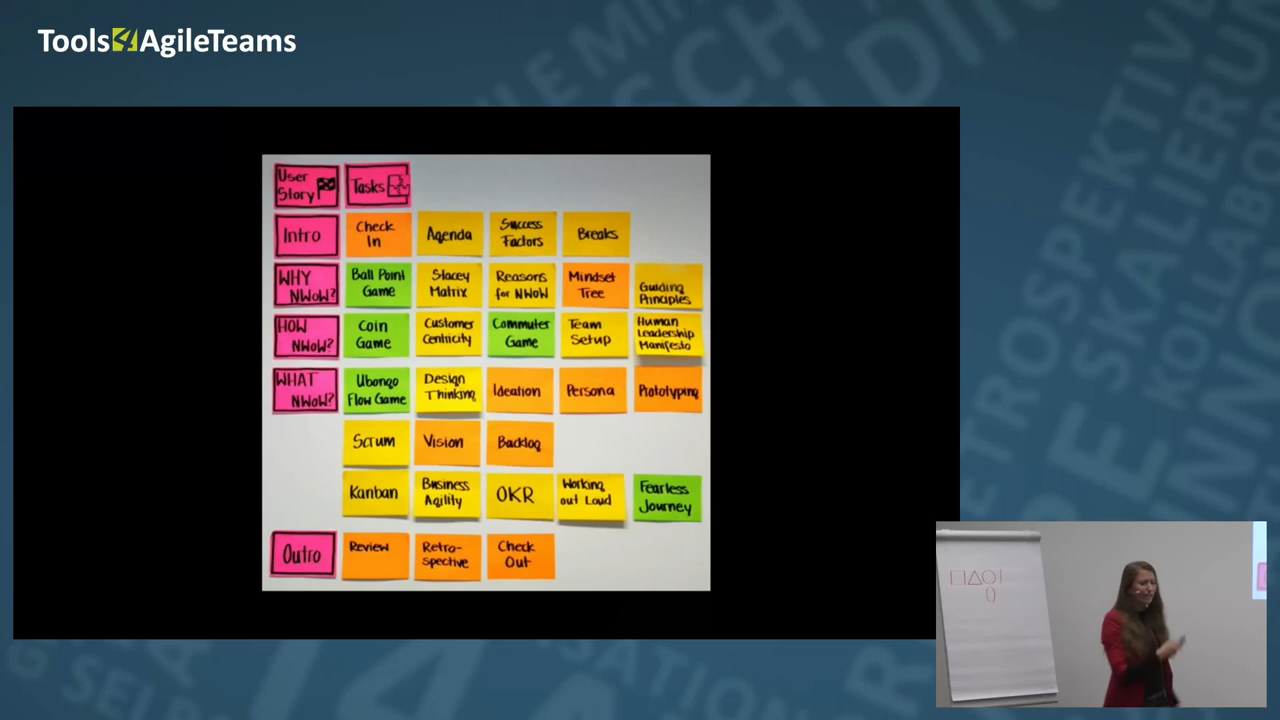 Tools4AgileTeams
User
Story
Tasks
Intro
Check
In
Agenda
Success
Factors
Breaks
WHY
NWoW?
Ball Point
Game
Stacey
Matrix
Reasons
for NWoW
Mindset
Tree
Guiding
Principles
HOW
NWoW?
Coin
Game
Customer
Centricity
Commuter
Game
Team
Setup
Human
Leadership
Manifesto
WHAT
NWoW?
Ubongo
Flow Game
Design
Thinking
Ideation
Persona
Prototyping
Scrum
Vision
Backlog
Kanban
Business
Agility
OKR
Working
out Loud
Fearless
Journey
Outro
Review
Retro-
spective
Check
Out